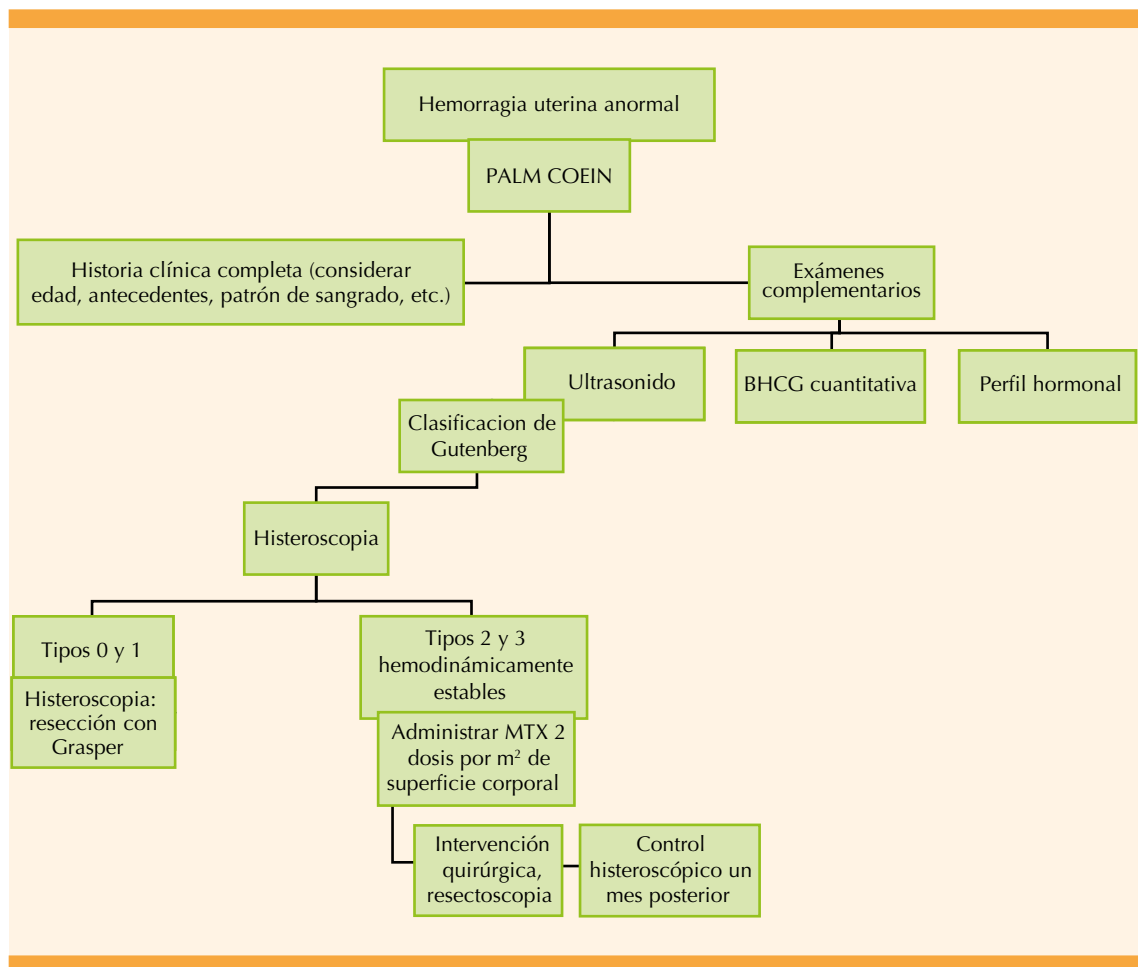 Hemorragia uterina anormal
PALM COEIN
Historia clínica completa (considerar
edad, antecedentes, patrón de sangrado, etc.)
Exámenes
complementarios
Ultrasonido
BHCG cuantitativa
Perfil hormonal
Clasificacion de
Gutenberg
Histeroscopia
Tipos 0 y 1
Histeroscopia:
resección con
Grasper
Tipos 2 y 3
hemodinámicamente
estables
Administrar MTX 2
dosis por m² de
superficie corporal
Intervención
quirúrgica,
resectoscopia
Control
histeroscópico un
mes posterior